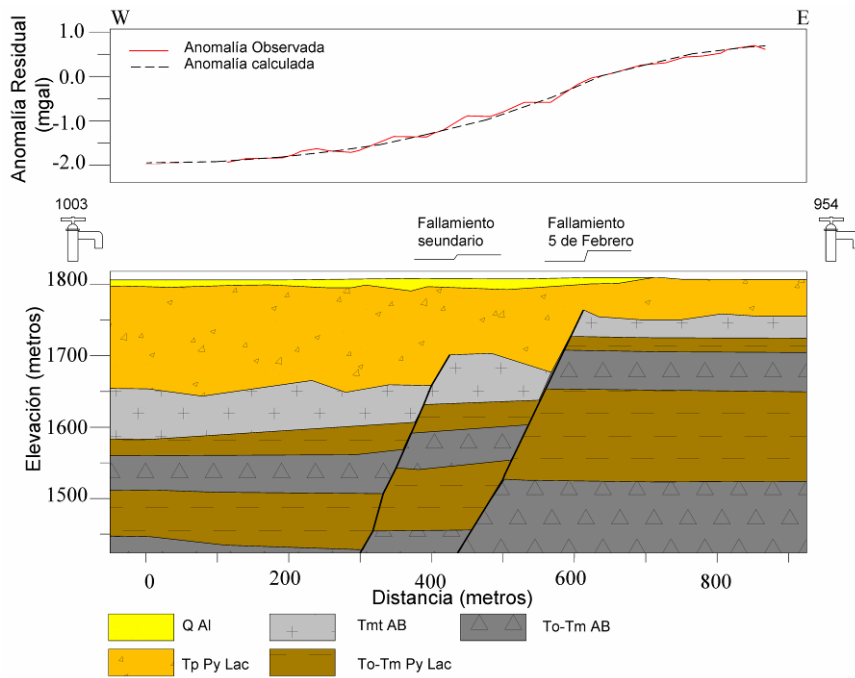 W
E
1.0
0.0
-1.0
-2.0
Anomalía Residual
(mgal)
Anomalía Observada
Anomalía calculada
1003
954
Fallamiento
seundario
Fallamiento
5 de Febrero
1800
1700
1600
1500
Elevación (metros)
0
200
400
600
800
Distancia (metros)
Q Al
Tmt AB
To-Tm AB
Tp Py Lac
To-Tm Py Lac